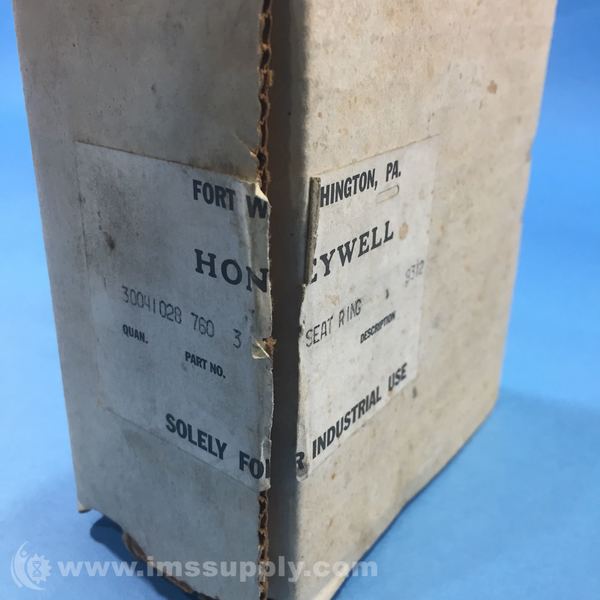 FORT W HINGTON, PA.
HON EYWELL
30041028 760 3 SEAT RING 9312
QUAN. PART NO. DESCRIPTION
SOLELY FO R INDUSTRIAL USE
www.imssupply.com